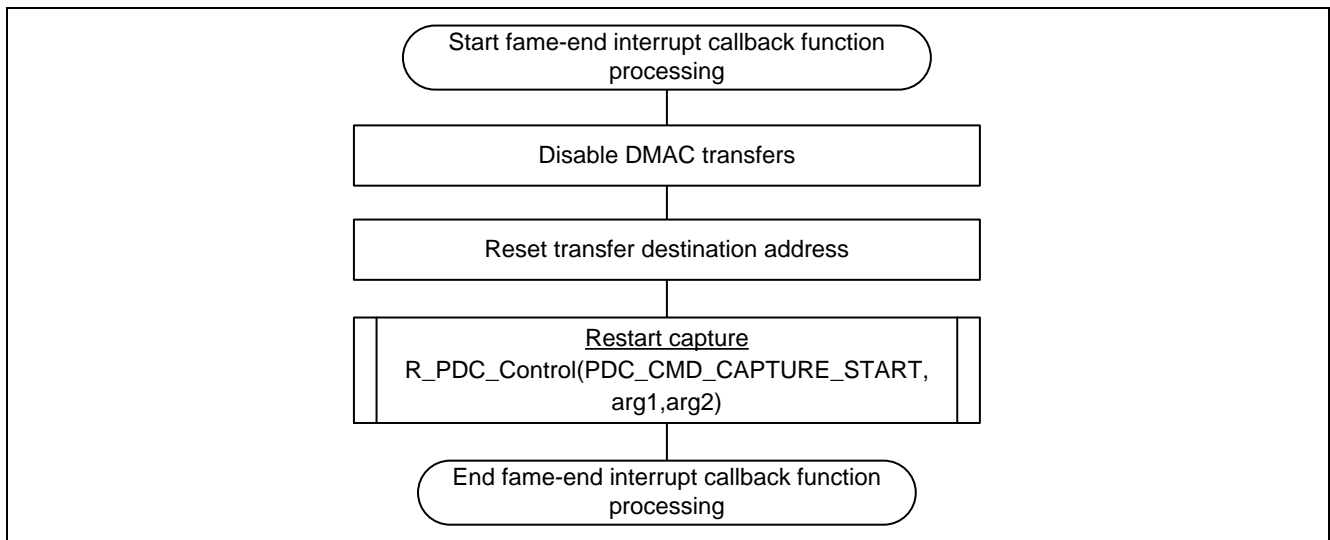 Start fame-end interrupt callback function
processing
Disable DMAC transfers
Reset transfer destination address
Restart capture
R_PDC_Control(PDC_CMD_CAPTURE_START,
arg1,arg2)
End fame-end interrupt callback function
processing